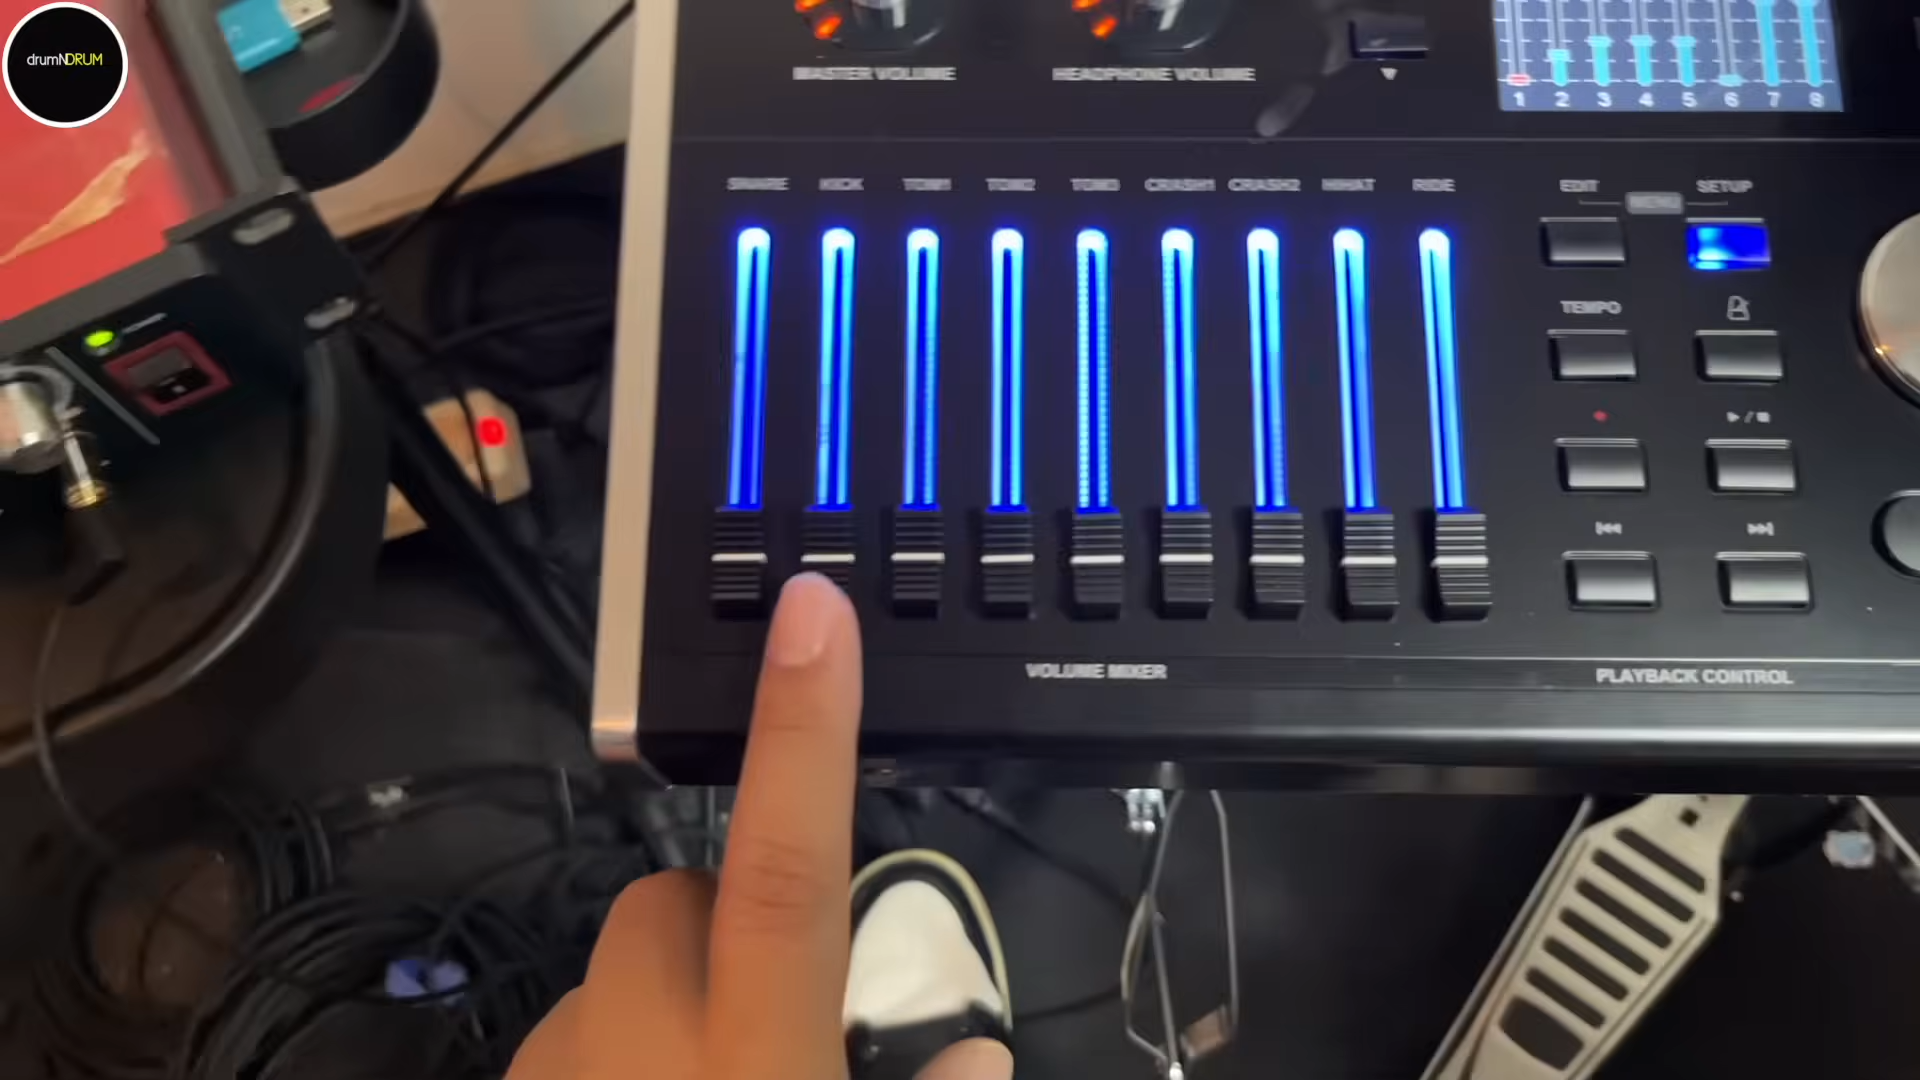 drumNDRUM
MASTER VOLUME
HEADPHONE VOLUME
1 2 3 4 5 6 7 8
SNARE KICK TOM1 TOM2 TOM3 CRASH1 CRASH2 HIHAT RIDE
EDIT SETUP
MENU
TEMPO
VOLUME MIXER
PLAYBACK CONTROL